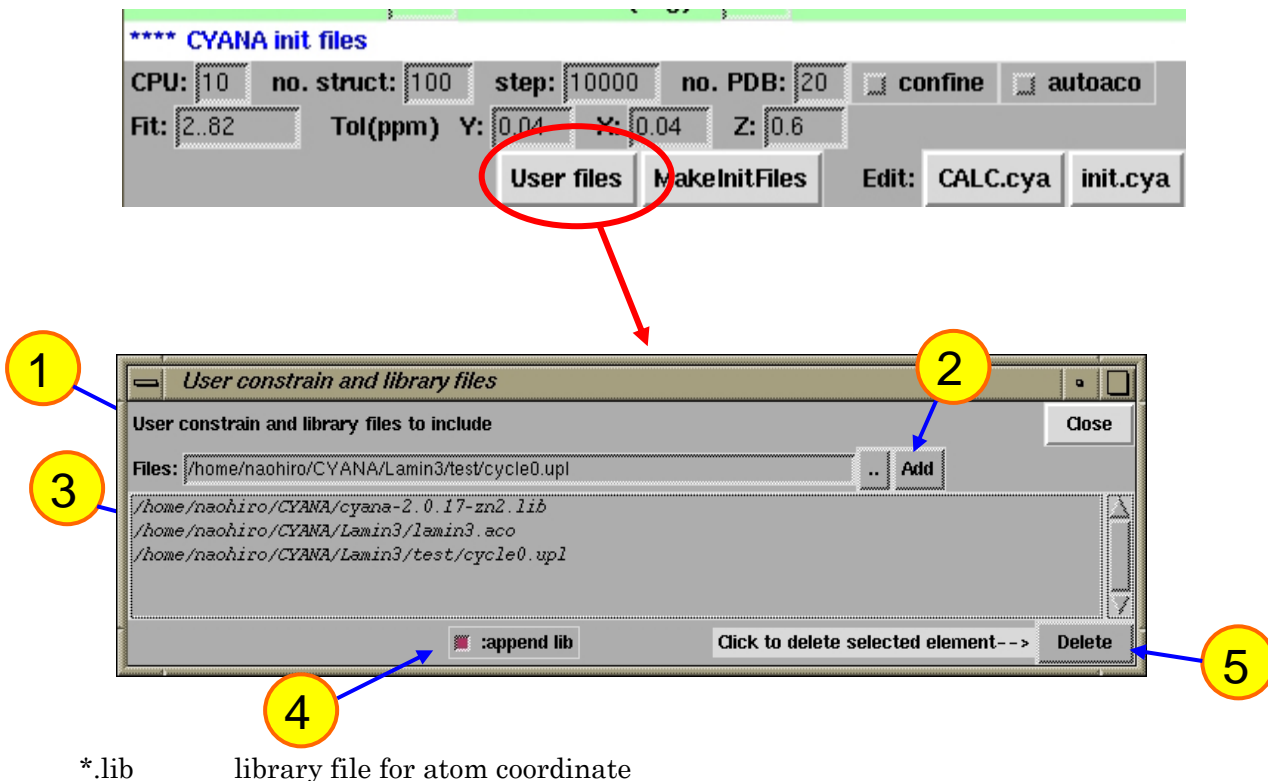 **** CYANA init files
CPU: 10 no. struct: 100 step: 10000 no. PDB: 20 confine autoaco
Fit: 2..82 Tol(ppm) Y: 0.04 X: 0.04 Z: 0.6
User files MakeInitFiles Edit: CALC.cya init.cya
1
2
User constrain and library files
User constrain and library files to include Close
3
Files: /home/naohiro/CYANA/Lamin3/test/cycle0.upl .. Add
/home/naohiro/CYANA/cyana-2.0.17-zn2.lib
/home/naohiro/CYANA/Lamin3/lamin3.aco
/home/naohiro/CYANA/Lamin3/test/cycle0.upl
:append lib Click to delete selected element--> Delete
4
5
*.lib library file for atom coordinate